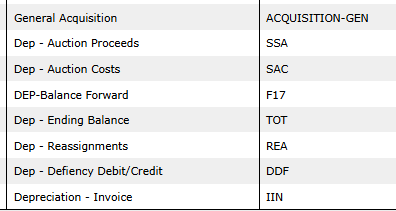 General Acquisition ACQUISITION-GEN
Dep - Auction Proceeds SSA
Dep - Auction Costs SAC
DEP-Balance Forward F17
Dep - Ending Balance TOT
Dep - Reassignments REA
Dep - Defiency Debit/Credit DDF
Depreciation - Invoice IIN